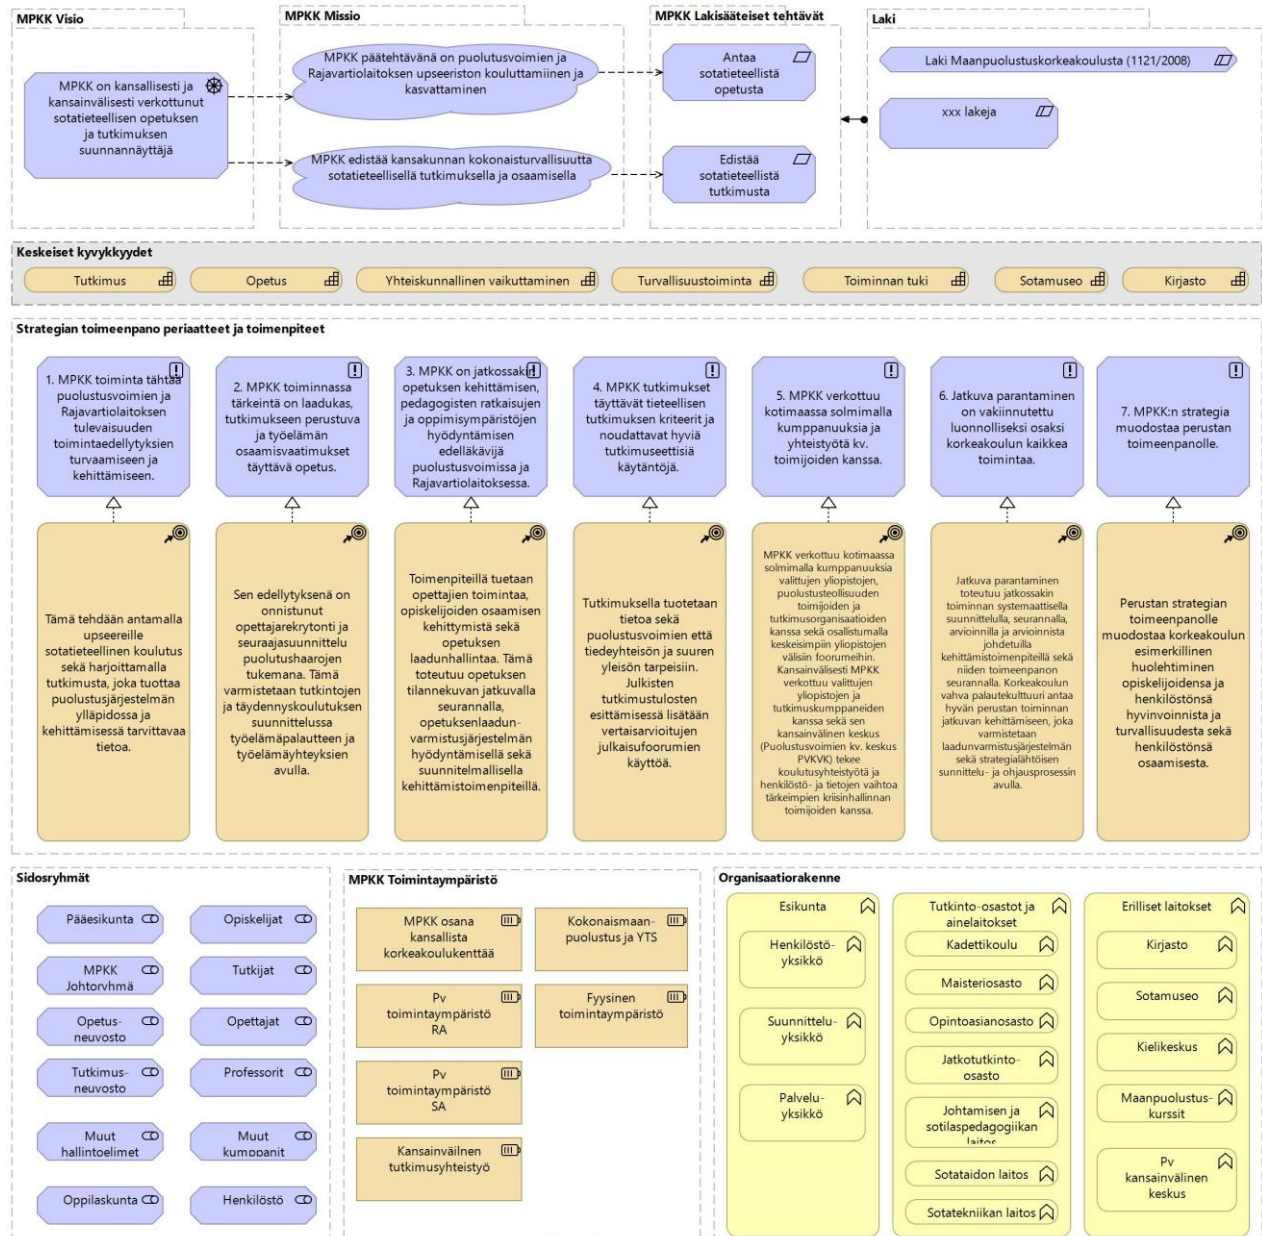 MPKK Visio
MPKK on kansallisesti ja
kansainvälisesti verkottunut
sotatieteellisen opetuksen
ja tutkimuksen
suunnannäyttäjä
MPKK Missio
MPKK päätehtävänä on puolutusvoimien ja
Rajavartiolaitoksen upseeriston kouluttamiinen ja
kasvattaminen
MPKK edistää kansakunnan kokonaisturvallisuutta
sotatieteellisellä tutkimuksella ja osaamisella
MPKK Lakisääteiset tehtävät
Antaa
sotatieteellistä
opetusta
Edistää
sotatieteellistä
tutkimusta
Laki
Laki Maanpuolustuskorkeakoulusta (1121/2008)
xxx lakeja
Keskeiset kyvykkyydet
Tutkimus
Opetus
Yhteiskunnallinen vaikuttaminen
Turvallisuustoiminta
Toiminnan tuki
Sotamuseo
Kirjasto
Strategian toimeenpano periaatteet ja toimenpiteet
1. MPKK toiminta tähtää
puolustusvoimien ja
Rajavartiolaitoksen
tulevaisuuden
toimintaedellytyksien
turvaamiseen ja
kehittämiseen.
2. MPKK toiminnassa
tärkeintä on laadukas,
tutkimukseen perustuva
ja työelämän
osaamisvaatimukset
täyttävä opetus.
3. MPKK on jatkossakin
opetuksen kehittämisen,
pedagogisten ratkaisujen
ja oppimisympäristöjen
hyödyntämisen
edelläkävijä
puolustusvoimissa ja
Rajavartiolaitoksessa.
4. MPKK tutkimukset
täyttävät tieteellisen
tutkimuksen kriteerit ja
noudattavat hyviä
tutkimuseettisiä
käytäntöjä.
5. MPKK verkottuu
kotimaassa solmimalla
kumppanuuksia ja
yhteistyötä kv.
toimijoiden kanssa.
6. Jatkuva parantaminen
on vakiinnutettu
luonnolliseksi osaksi
korkeakoulun kaikkea
toimintaa.
7. MPKK:n strategia
muodostaa perustan
toimeenpanolle.
Tämä tehdään antamalla
upseereille
sotatieteellinen koulutus
sekä harjoittamalla
tutkimusta, joka tuottaa
puolustusjärjestelmän
ylläpidossa ja
kehittämisessä tarvittavaa
tietoa.
Sen edellytyksenä on
onnistunut
opettajarekrytonti ja
seuraajasuunnittelu
puolutushaarojen
tukemana. Tämä
varmistetaan tutkintojen
ja täydennyskoulutuksen
suunnittelussa
työelämäpalautteen ja
työelämäyhteyksien
avulla.
Toimenpiteillä tuetaan
opettajien toimintaa,
opiskelijoiden osaamisen
kehittymistä sekä
opetuksen
laadunhallintaa. Tämä
toteutuu opetuksen
tilannekuvan jatkuvalla
seurannalla,
opetuksenlaadun-
varmistusjärjestelmän
hyödyntämisellä sekä
suunnitelmallisella
kehittämistoimenpiteillä.
Tutkimuksella tuotetaan
tietoa sekä
puolustusvoimien että
tiedeyhteisön ja suuren
yleisön tarpeisiin.
Julkisten
tutkimustulosten
esittämisessä lisätään
vertaisarvioitujen
julkaisufoorumien
käyttöä.
MPKK verkottuu kotimaassa
solmimalla kumppanuuksia
valittujen yliopistojen,
puolustusteollisuuden
toimijoiden ja
tutkimusorganisaatioiden
kanssa sekä osallistumalla
keskeisimpiin yliopistojen
välisiin foorumeihin.
Kansainvälisesti MPKK
verkottuu valittujen
yliopistojen ja
tutkimuskumppaneiden
kanssa sekä sen
kansainvälinen keskus
(Puolustusvoimien kv. keskus
PVKVK) tekee
koulutusyhteistyötä ja
henkilöstö- ja tietojen vaihtoa
tärkeimpien kriisinhallinnan
toimijoiden kanssa.
Jatkuva parantaminen
toteutuu jatkossakin
toiminnan systemaattisella
suunnittelulla, seurannalla,
arvioinnilla ja arvioinnista
johdetuilla
kehittämistoimenpiteillä sekä
niiden toimeenpanon
seurannalla. Korkeakoulun
vahva palautekulttuuri antaa
hyvän perustan toiminnan
jatkuvan kehittämiseen, joka
varmistetaan
laadunvarmistusjärjestelmän
sekä strategialähtöisen
sunnittelu- ja ohjausprosessin
avulla.
Perustan strategian
toimeenpanolle
muodostaa korkeakoulun
esimerkillinen
huolehtiminen
opiskelijoidensa ja
henkilöstönsä
hyvinvoinnista ja
turvallisuudesta sekä
henkilöstönsä
osaamisesta.
Sidosryhmät
Pääesikunta
Opiskelijat
MPKK
Johtorvhmä
Tutkijat
Opetus-
neuvosto
Opettajat
Tutkimus-
neuvosto
Professorit
Muut
hallintoelimet
Muut
kumppanit
Oppilaskunta
Henkilöstö
MPKK Toimintaympäristö
MPKK osana
kansallista
korkeakoulukenttää
Kokonaismaan-
puolustus ja YTS
Pv
toimintaympäristö
RA
Fyysinen
toimintaympäristö
Pv
toimintaympäristö
SA
Kansainväilnen
tutkimusyhteistyö
Organisaatiorakenne
Esikunta
Henkilöstö-
yksikkö
Suunnittelu-
yksikkö
Palvelu-
yksikkö
Tutkinto-osastot ja
ainelaitokset
Kadettikoulu
Maisteriosasto
Opintoasianosasto
Jatkotutkinto-
osasto
Johtamisen ja
sotilaspedagogiikan
laitos
Sotataidon laitos
Sotatekniikan laitos
Erilliset laitokset
Kirjasto
Sotamuseo
Kielikeskus
Maanpuolustus-
kurssit
Pv
kansainvälinen
keskus